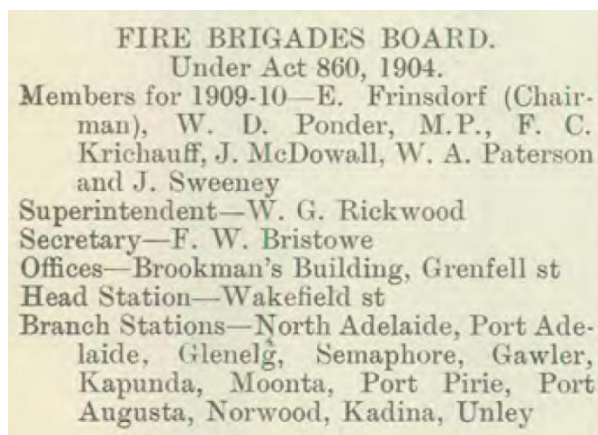 FIRE BRIGADES BOARD.
Under Act 860, 1904.
Members for 1909-10—E. Frinsdorf (Chair-
man), W. D. Ponder, M.P., F. C.
Krichauff, J. McDowall, W. A. Paterson
and J. Sweeney
Superintendent—W. G. Rickwood
Secretary—F. W. Bristowe
Offices—Brookman's Building, Grenfell st
Head Station—Wakefield st
Branch Stations—North Adelaide, Port Ade-
laide, Glenelg, Semaphore, Gawler,
Kapunda, Moonta, Port Pirie, Port
Augusta, Norwood, Kadina, Unley